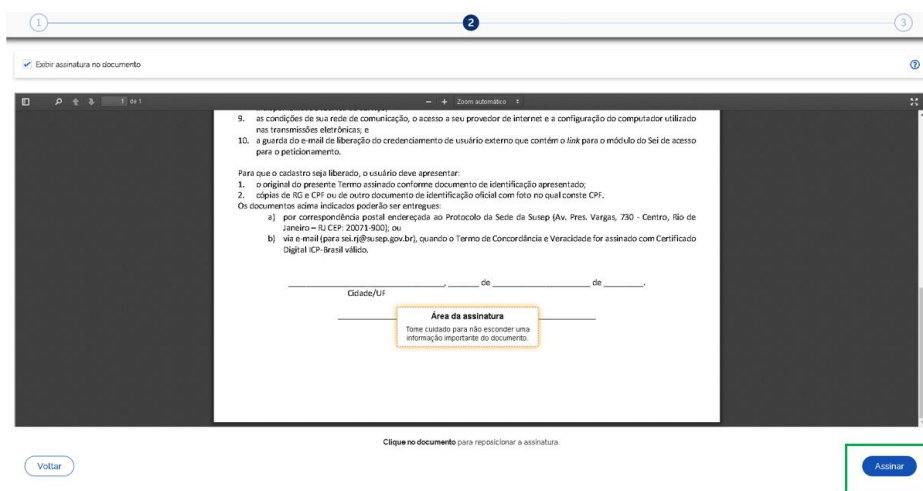 1
2
3
Exibir assinatura no documento
1 de 1
Zoom automático
9. as condições de sua rede de comunicação, o acesso a seu provedor de internet e a configuração do computador utilizado
nas transmissões eletrônicas; e
10. a guarda do e-mail de liberação do credenciamento de usuário externo que contém o link para o módulo do Sei de acesso
para o peticionamento.
Para que o cadastro seja liberado, o usuário deve apresentar:
1. o original do presente Termo assinado conforme documento de identificação apresentado;
2. cópias de RG e CPF ou de outro documento de identificação oficial com foto no qual conste CPF.
Os documentos acima indicados poderão ser entregues:
a) por correspondência postal endereçada ao Protocolo da Sede da Susep (Av. Pres. Vargas, 730 - Centro, Rio de
Janeiro – RJ CEP: 20071-900); ou
b) via e-mail (para sei.rj@susep.gov.br), quando o Termo de Concordância e Veracidade for assinado com Certificado
Digital ICP-Brasil válido.
____________________, ______ de ____________________ de ________.
Cidade/UF
Área da assinatura
Tome cuidado para não esconder uma
informação importante do documento.
Clique no documento para reposicionar a assinatura
Voltar
Assinar